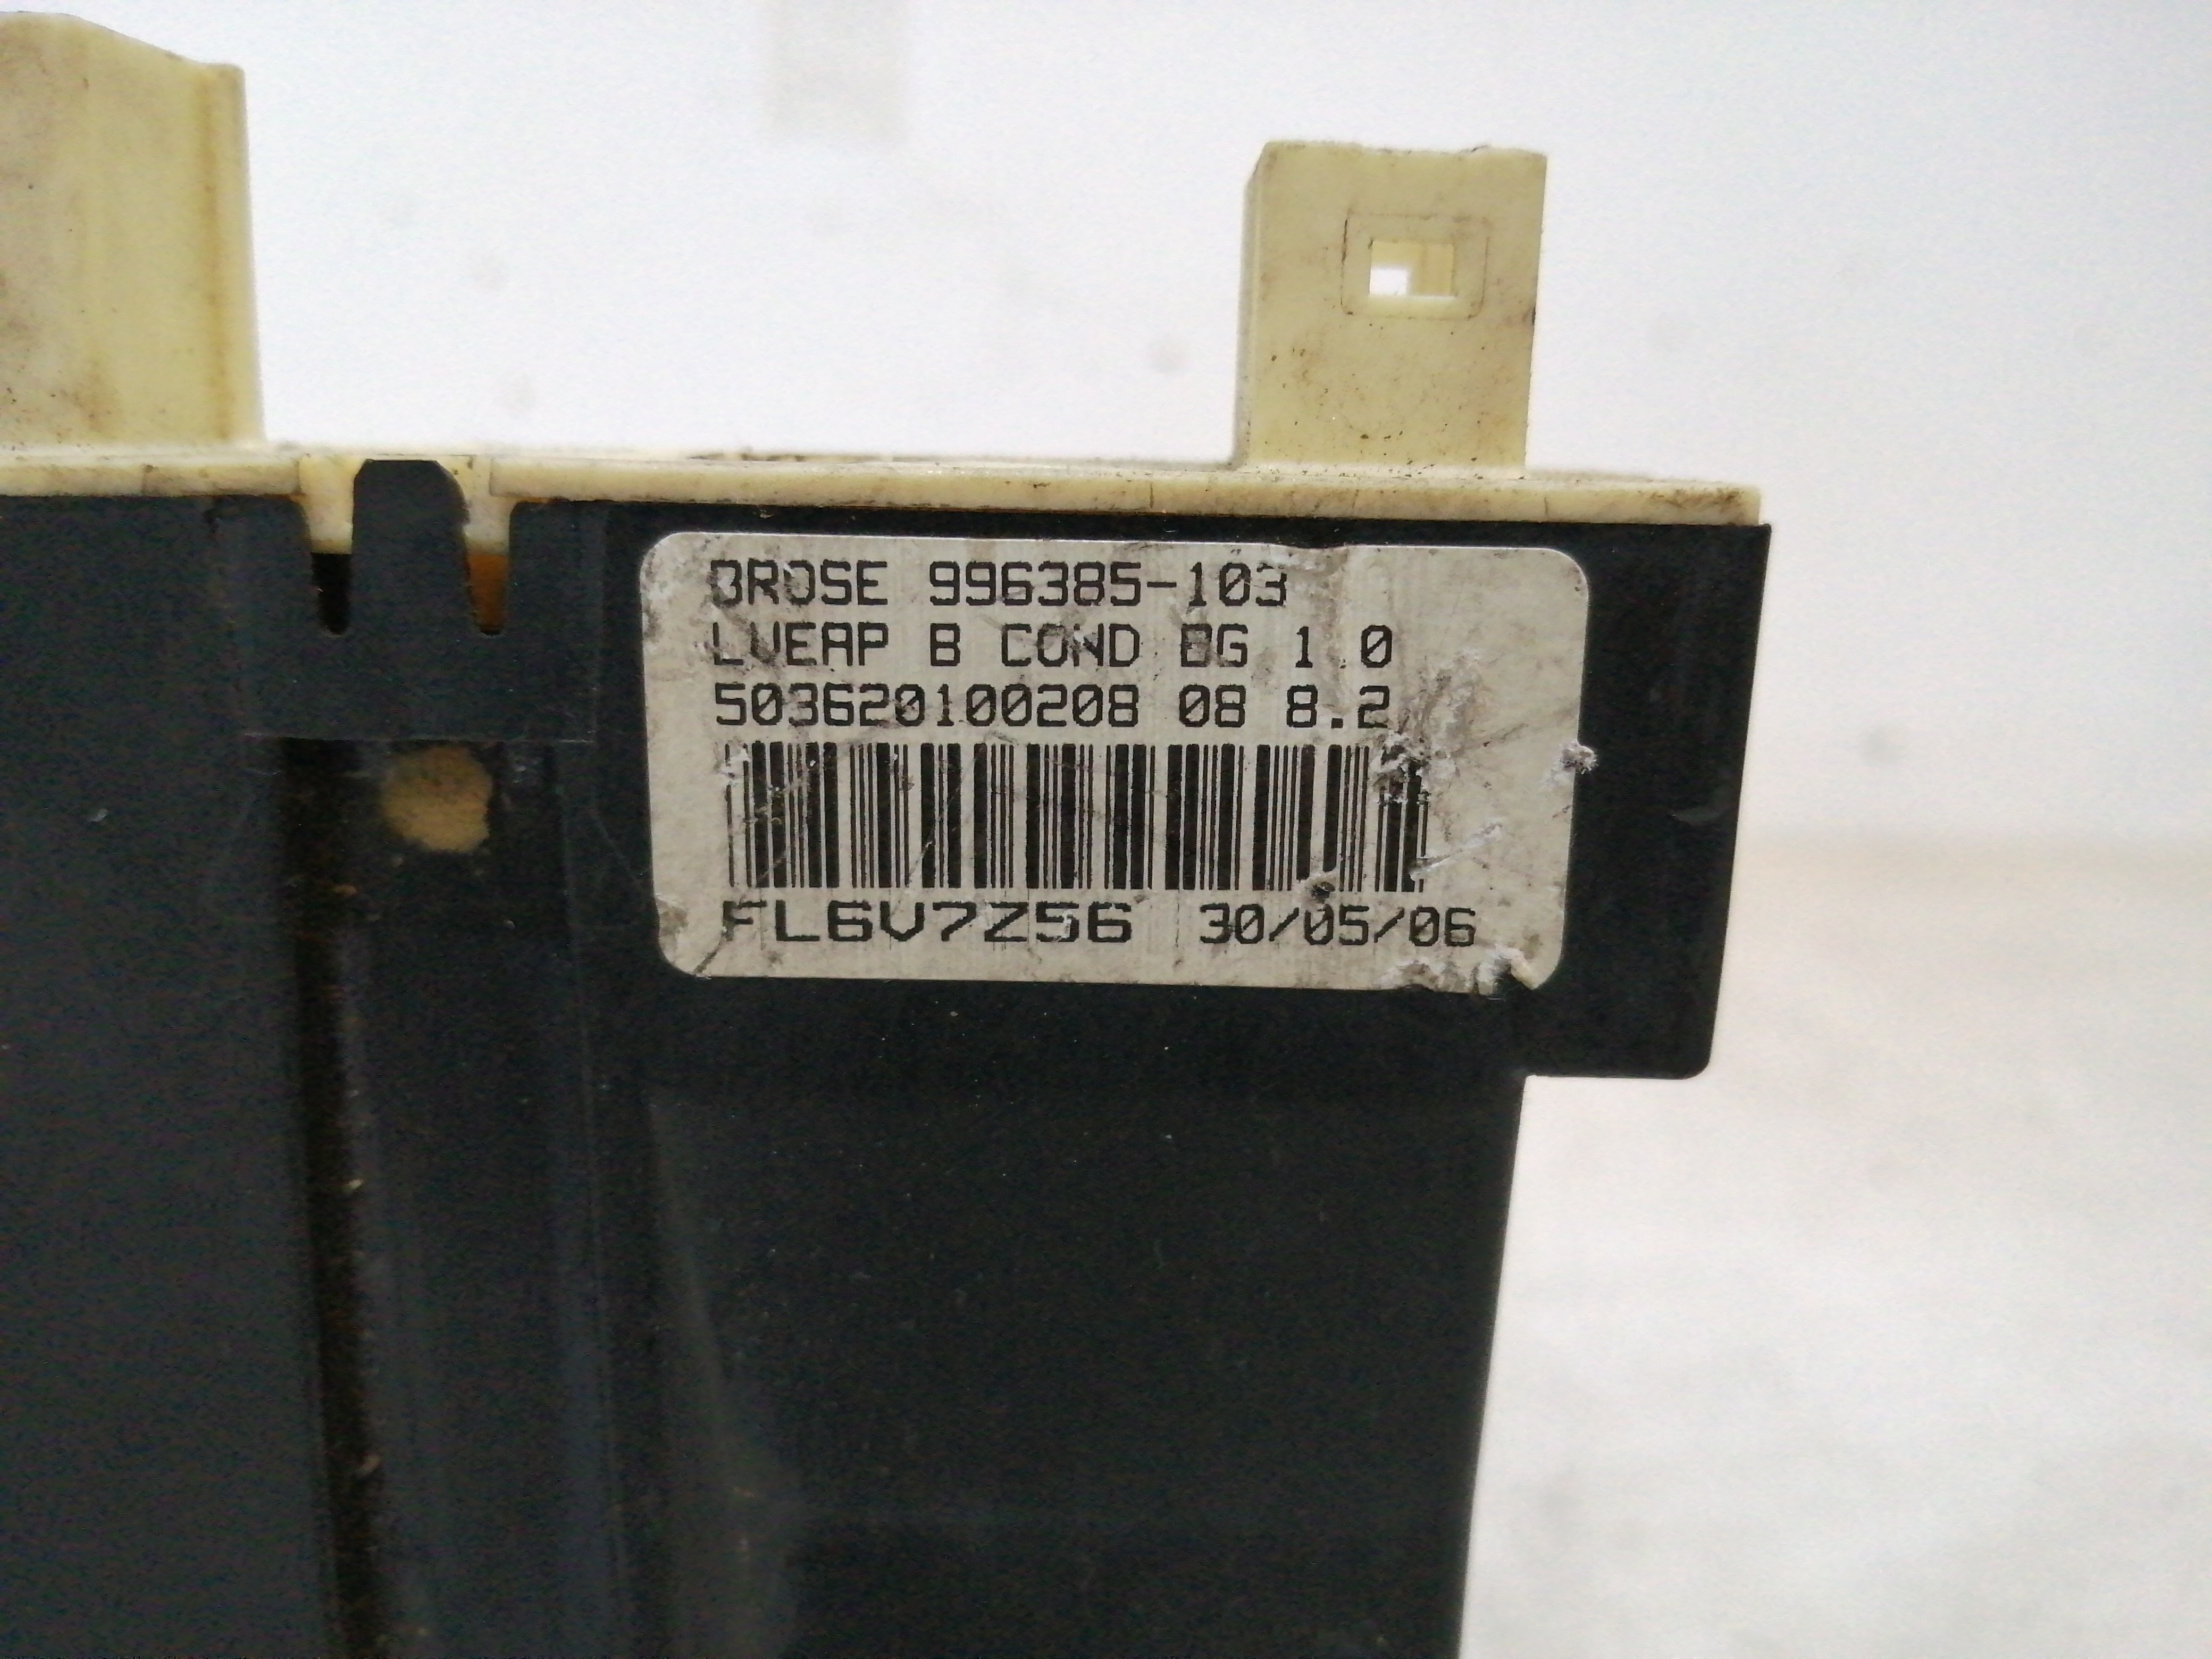 BROSE 996385-103
LVEAP B COND BG 1.0
503620100208 08 8.2
FL6V7Z56 30/05/06